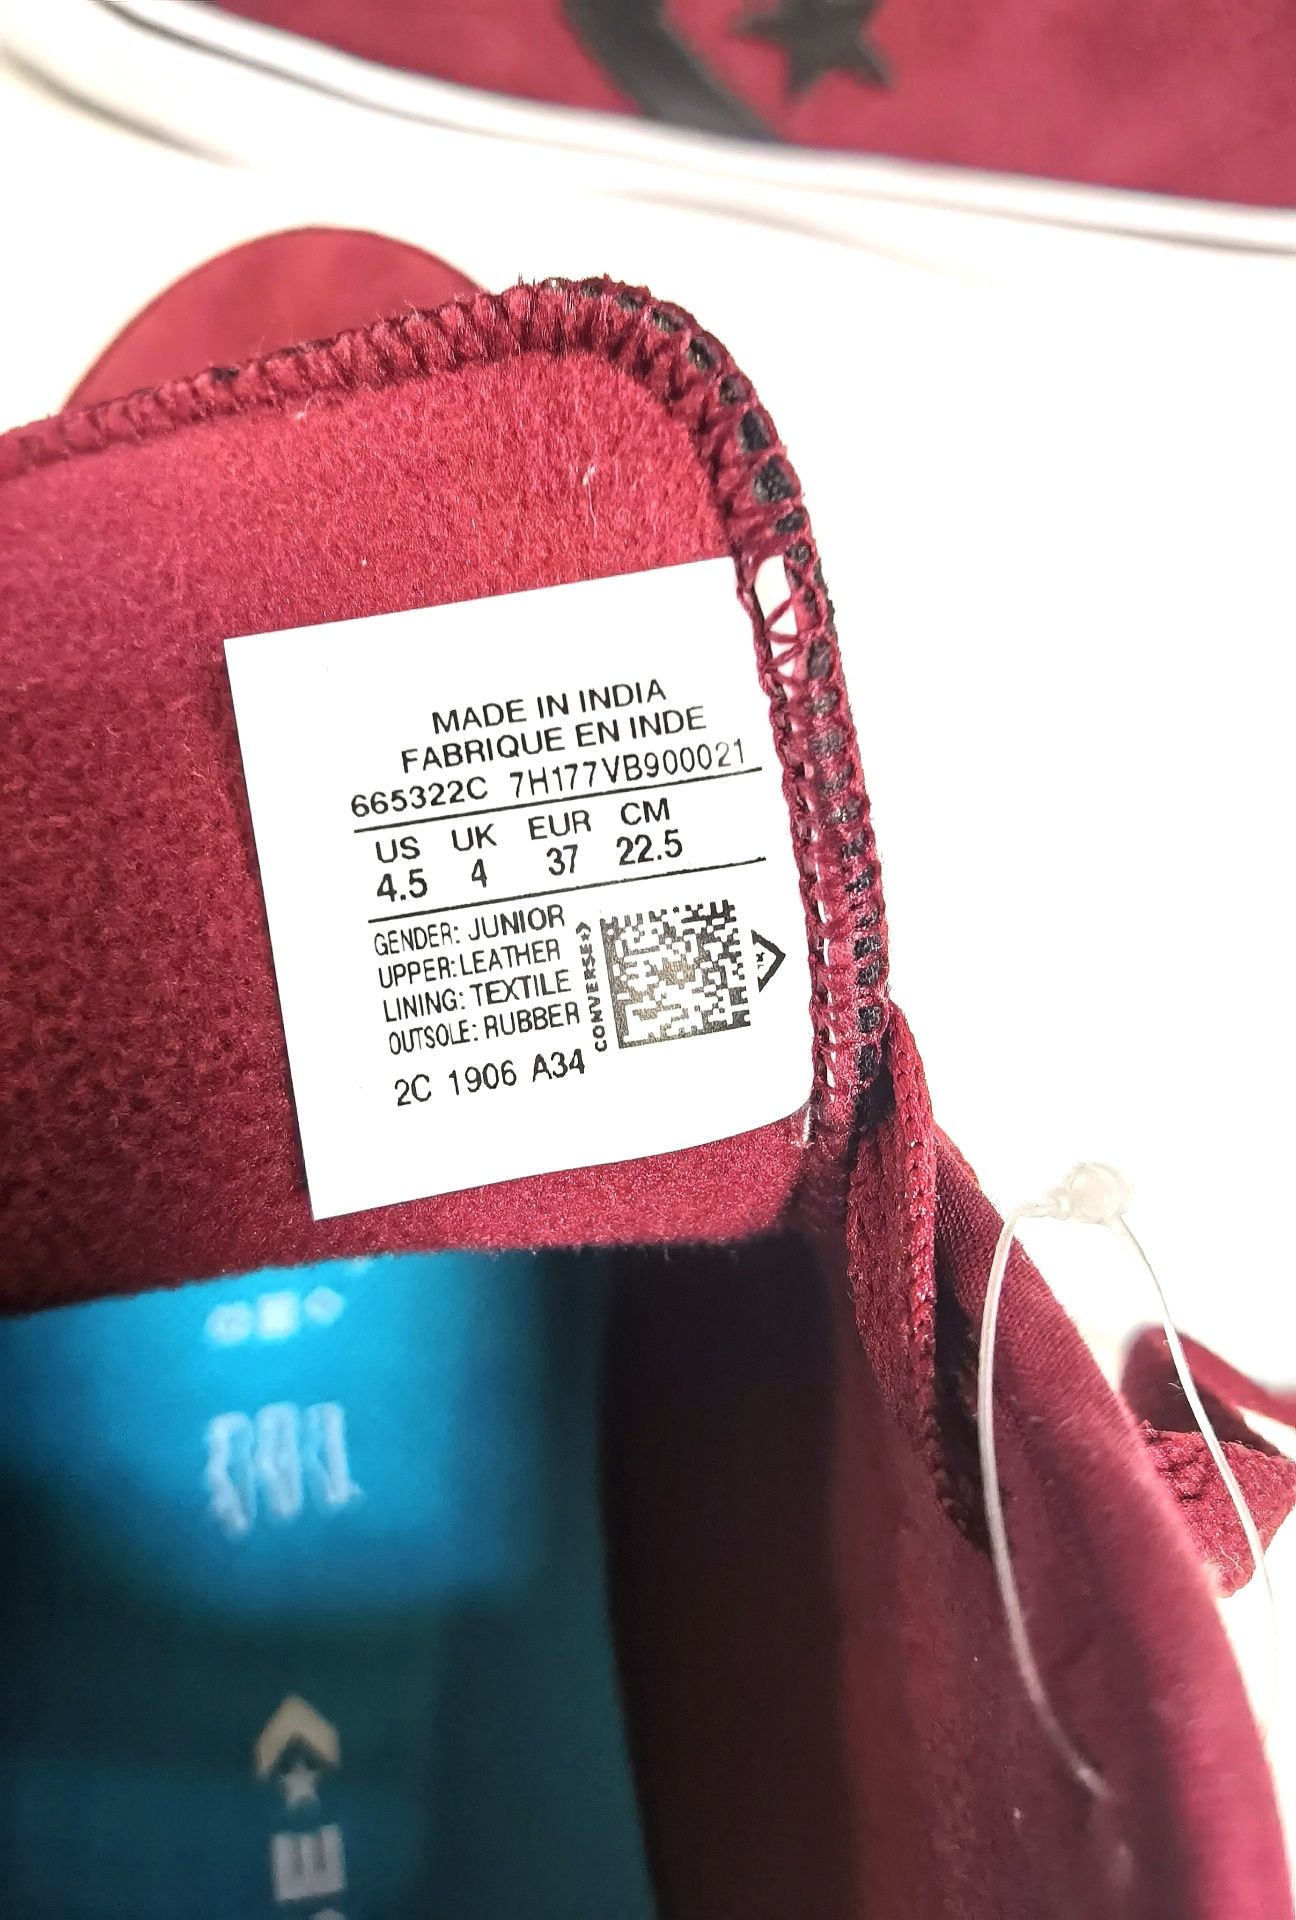 MADE IN INDIA
FABRIQUE EN INDE
665322C 7H177VB900021
US UK EUR CM
4.5 4 37 22.5
GENDER: JUNIOR
UPPER: LEATHER
LINING: TEXTILE
OUTSOLE: RUBBER
CONVERSE
TM
2C 1906 A34